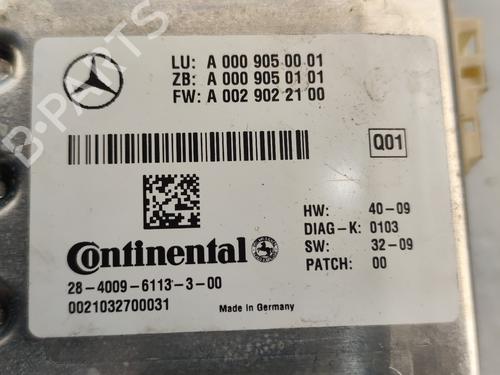 LU: A 000 905 00 01
ZB: A 000 905 01 01
FW: A 002 902 21 00
Q01
HW: 40-09
DIAG-K: 0103
SW: 32-09
PATCH: 00
Continental
28-4009-6113-3-00
0021032700031
Made in Germany
B-PARTS